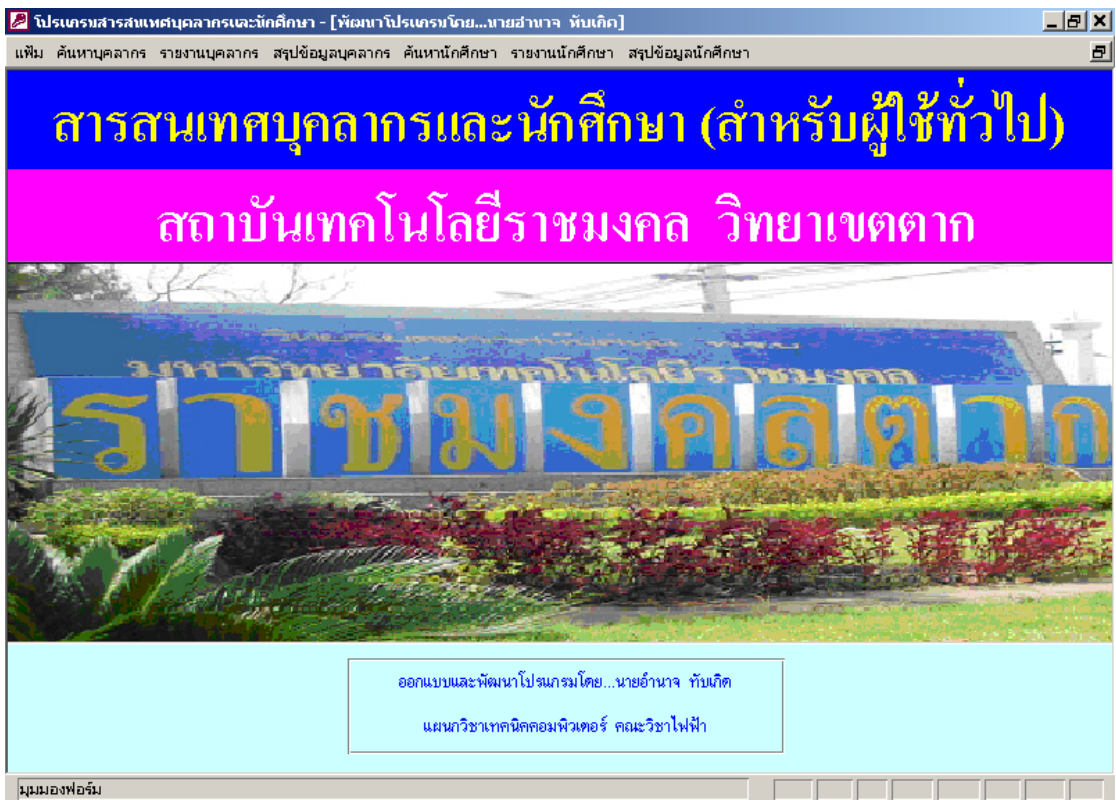 โปรแกรมสารสนเทศบุคลากรและนักศึกษา - [พัฒนาโปรแกรมโดย...นายอำนาจ ทับเกิด]
แฟ้ม ค้นหาบุคลากร รายงานบุคลากร สรุปข้อมูลบุคลากร ค้นหานักศึกษา รายงานนักศึกษา สรุปข้อมูลนักศึกษา
สารสนเทศบุคลากรและนักศึกษา (สำหรับผู้ใช้ทั่วไป)
สถาบันเทคโนโลยีราชมงคล วิทยาเขตตาก
มหาวิทยาลัยเทคโนโลยีราชมงคล
ราชมงคลตาก
ออกแบบและพัฒนาโปรแกรมโดย...นายอำนาจ ทับเกิด
แผนกวิชาเทคนิคคอมพิวเตอร์ คณะวิชาไฟฟ้า
มุมมองฟอร์ม